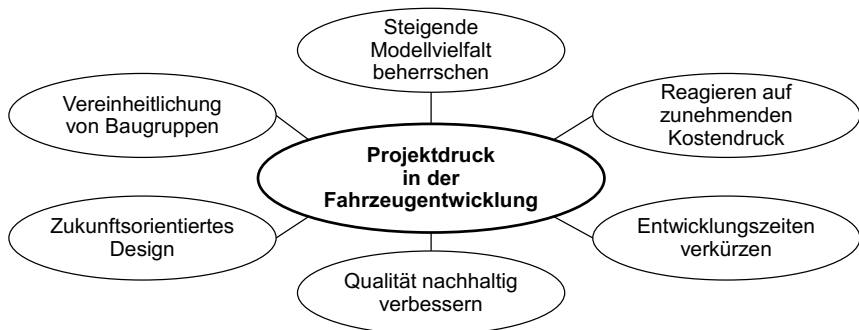 Steigende
Modellvielfalt
beherrschen
Vereinheitlichung
von Baugruppen
Reagieren auf
zunehmenden
Kostendruck
Projektdruck
in der
Fahrzeugentwicklung
Zukunftsorientiertes
Design
Entwicklungszeiten
verkürzen
Qualität nachhaltig
verbessern